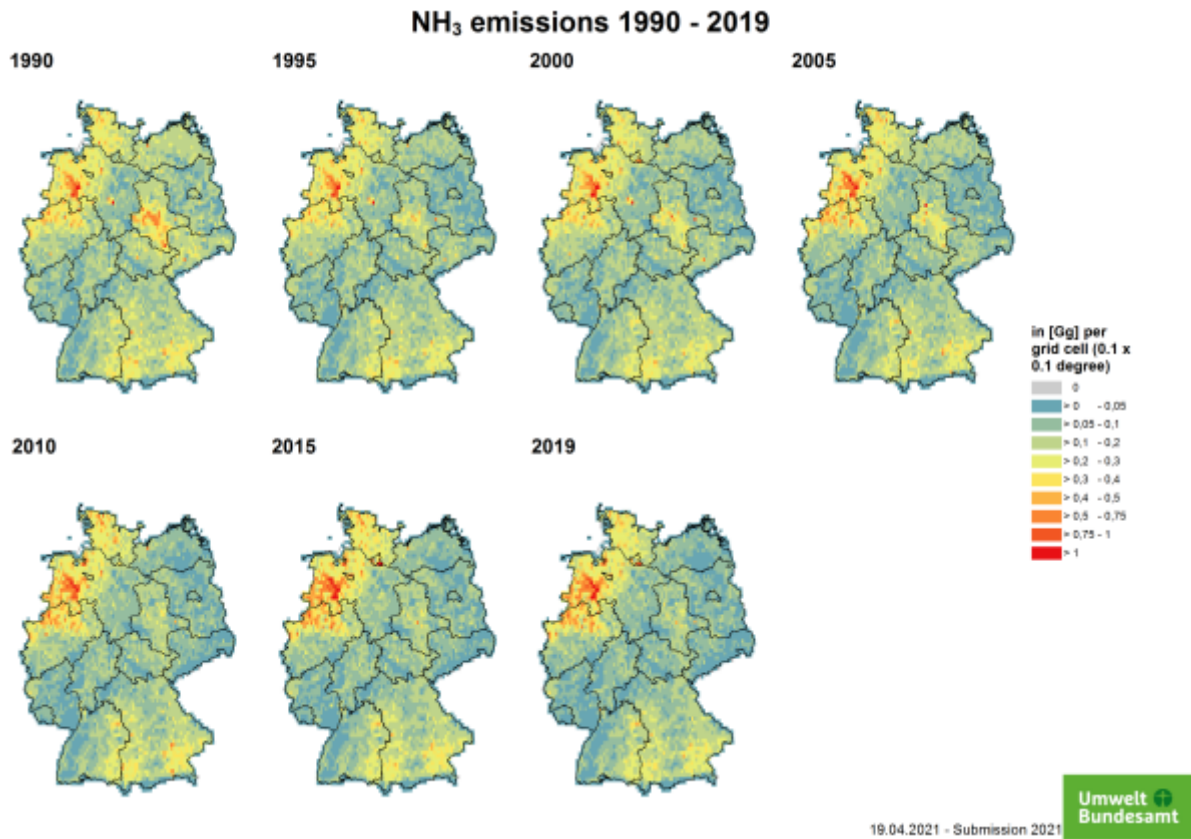 NH₃ emissions 1990 - 2019
1990
1995
2000
2005
in [Gg] per
grid cell (0.1 x
0.1 degree)
0
> 0 - 0,05
> 0,05 - 0,1
> 0,1 - 0,2
> 0,2 - 0,3
> 0,3 - 0,4
> 0,4 - 0,5
> 0,5 - 0,75
> 0,75 - 1
> 1
2010
2015
2019
Umwelt
Bundesamt
19.04.2021 - Submission 2021